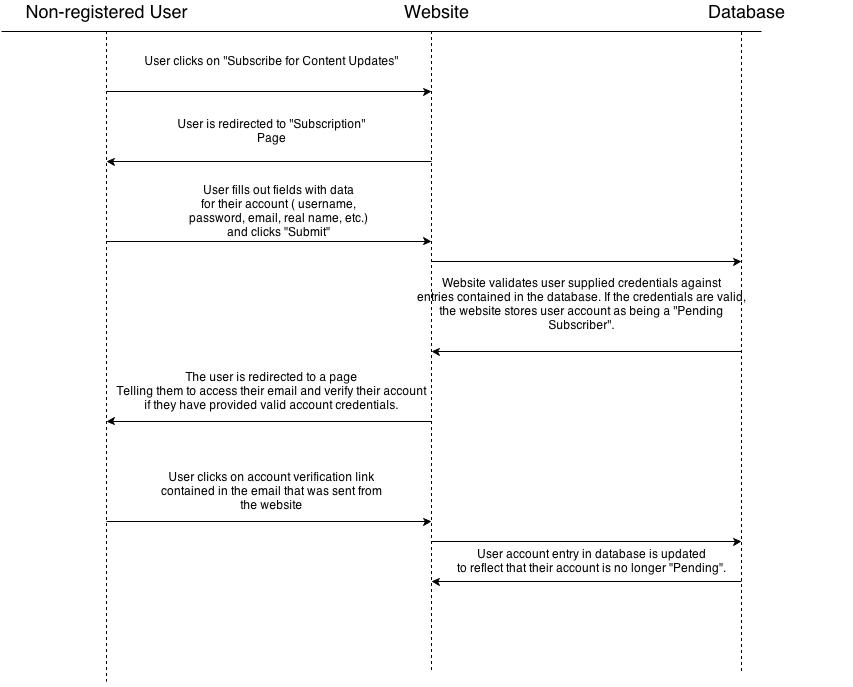 Non-registered User
Website
Database
User clicks on "Subscribe for Content Updates"
User is redirected to "Subscription"
Page
User fills out fields with data
for their account ( username,
password, email, real name, etc.)
and clicks "Submit"
Website validates user supplied credentials against
entries contained in the database. If the credentials are valid,
the website stores user account as being a "Pending
Subscriber".
The user is redirected to a page
Telling them to access their email and verify their account
if they have provided valid account credentials.
User clicks on account verification link
contained in the email that was sent from
the website
User account entry in database is updated
to reflect that their account is no longer "Pending".